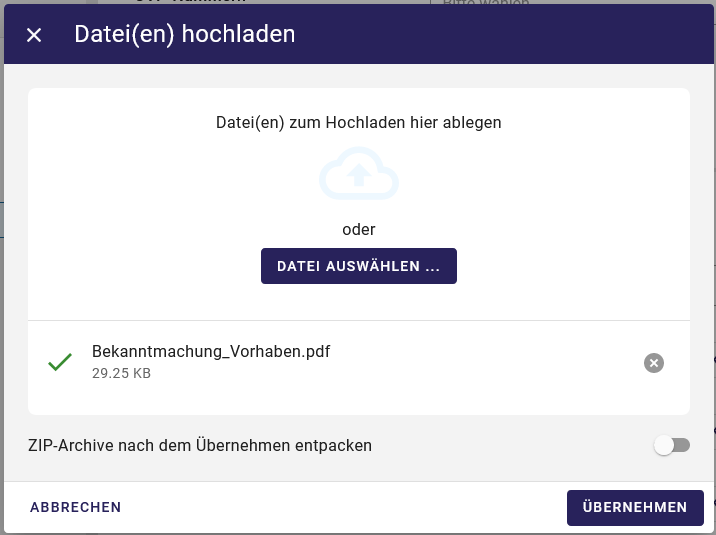 Datei(en) hochladen
Datei(en) zum Hochladen hier ablegen
oder
DATEI AUSWÄHLEN ...
Bekanntmachung_Vorhaben.pdf
29.25 KB
ZIP-Archive nach dem Übernehmen entpacken
ABBRECHEN
ÜBERNEHMEN